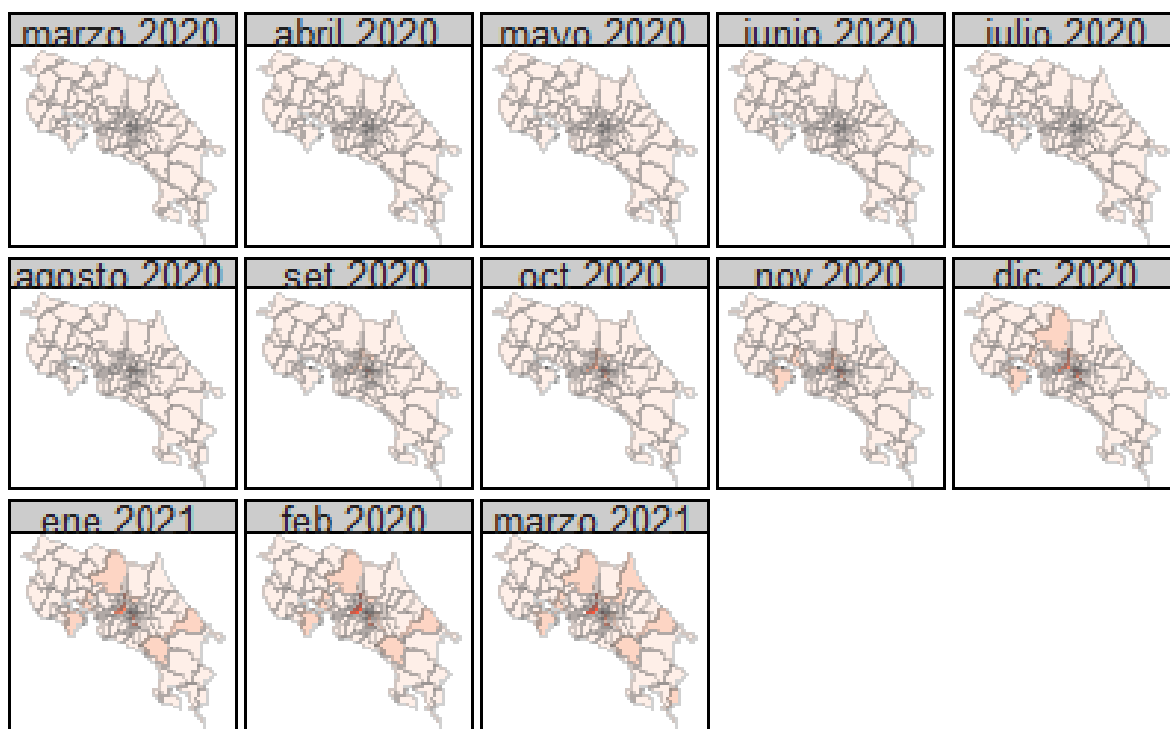 marzo 2020
abril 2020
mayo 2020
junio 2020
julio 2020
agosto 2020
set 2020
oct 2020
nov 2020
dic 2020
ene 2021
feb 2020
marzo 2021